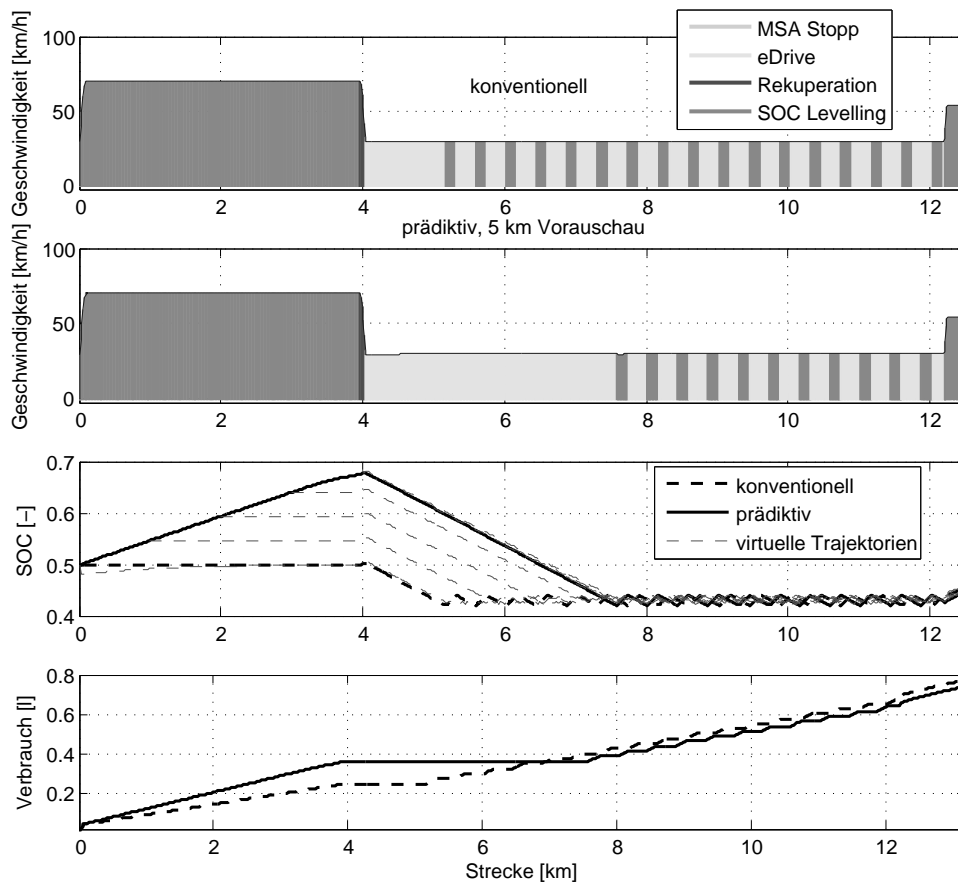 Geschwindigkeit [km/h]
100
50
0
konventionell
MSA Stopp
eDrive
Rekuperation
SOC Levelling
0 2 4 6 8 10 12
prädiktiv, 5 km Vorauschau
Geschwindigkeit [km/h]
100
50
0
0 2 4 6 8 10 12
SOC [–]
0.7
0.6
0.5
0.4
konventionell
prädiktiv
virtuelle Trajektorien
0 2 4 6 8 10 12
Verbrauch [l]
0.8
0.6
0.4
0.2
0 2 4 6 8 10 12
Strecke [km]